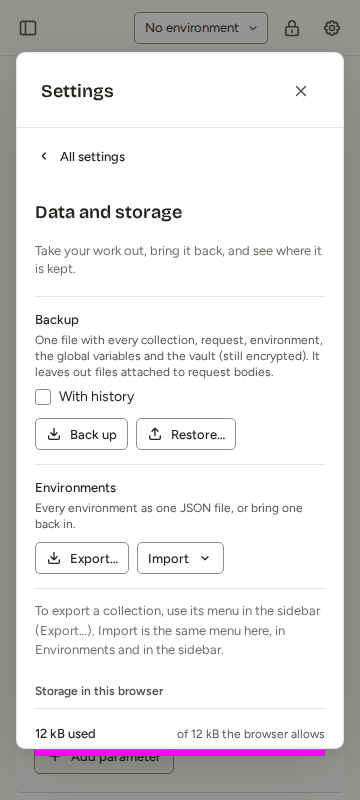 No environment
Settings
All settings
Data and storage
Take your work out, bring it back, and see where it
is kept.
Backup
One file with every collection, request, environment,
the global variables and the vault (still encrypted). It
leaves out files attached to request bodies.
With history
Back up
Restore...
Environments
Every environment as one JSON file, or bring one
back in.
Export...
Import
To export a collection, use its menu in the sidebar
(Export...). Import is the same menu here, in
Environments and in the sidebar.
Storage in this browser
12 kB used
of 12 kB the browser allows
Add parameter